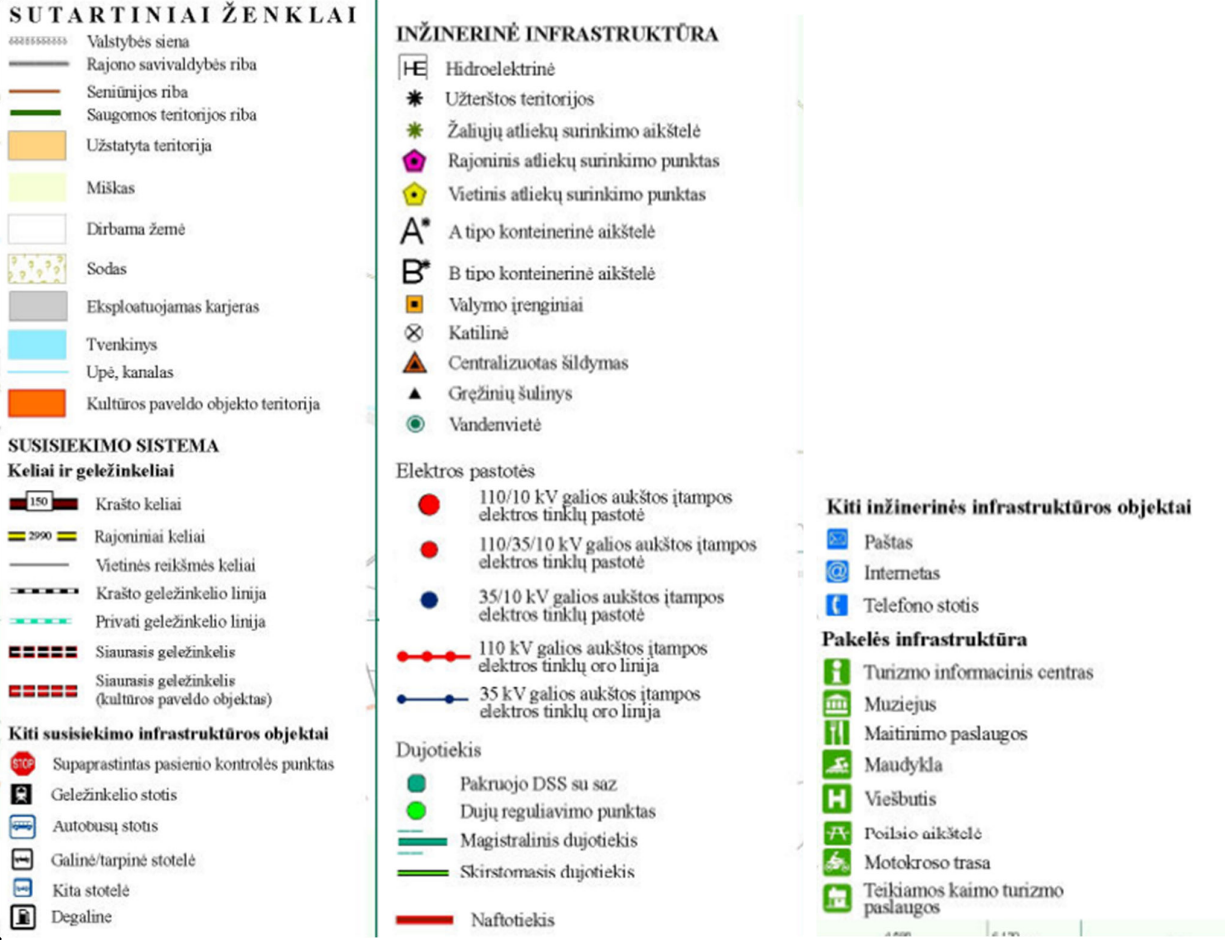 SUTARTINIAI ŽENKLAI
Valstybės siena
Rajono savivaldybės riba
Seniūnijos riba
Saugomos teritorijos riba
Užstatyta teritorija
Miškas
Dirbama žemė
Sodas
Eksploatuojamas karjeras
Tvenkinys
Upė, kanalas
Kultūros paveldo objekto teritorija
SUSISIEKIMO SISTEMA
Keliai ir geležinkeliai
150 Krašto keliai
2990 Rajoniniai keliai
Vietinės reikšmės keliai
Krašto geležinkelio linija
Privati geležinkelio linija
Siaurasis geležinkelis
Siaurasis geležinkelis
(kultūros paveldo objektas)
Kiti susisiekimo infrastruktūros objektai
STOP Supaprastintas pasienio kontrolės punktas
Geležinkelio stotis
Autobusų stotis
Galinė/tarpinė stotelė
Kita stotelė
Degaline
INŽINERINĖ INFRASTRUKTŪRA
HE Hidroelektrinė
Užterštos teritorijos
Žaliųjų atliekų surinkimo aikštelė
Rajoninis atliekų surinkimo punktas
Vietinis atliekų surinkimo punktas
A* A tipo konteinerinė aikštelė
B* B tipo konteinerinė aikštelė
Valymo įrenginiai
Katilinė
Centralizuotas šildymas
Gręžinių šulinys
Vandenvietė
Elektros pastotės
110/10 kV galios aukštos įtampos
elektros tinklų pastotė
110/35/10 kV galios aukštos įtampos
elektros tinklų pastotė
35/10 kV galios aukštos įtampos
elektros tinklų pastotė
110 kV galios aukštos įtampos
elektros tinklų oro linija
35 kV galios aukštos įtampos
elektros tinklų oro linija
Dujotiekis
Pakruojo DSS su saz
Dujų reguliavimo punktas
Magistralinis dujotiekis
Skirstomasis dujotiekis
Naftotiekis
Kiti inžinerinės infrastruktūros objektai
Paštas
@ Internetas
Telefono stotis
Pakelės infrastruktūra
i Turizmo informacinis centras
Muziejus
Maitinimo paslaugos
Maudykla
H Viešbutis
Poilsio aikštelė
Motokroso trasa
Teikiamos kaimo turizmo
paslaugos